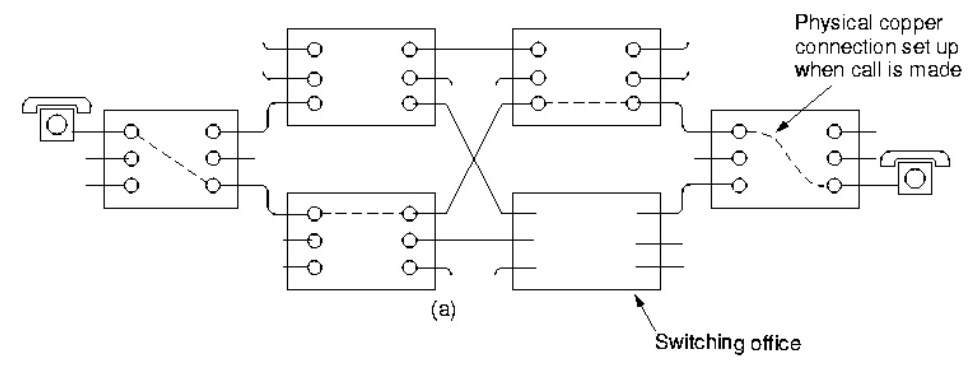 Physical copper
connection set up
when call is made
(a)
Switching office